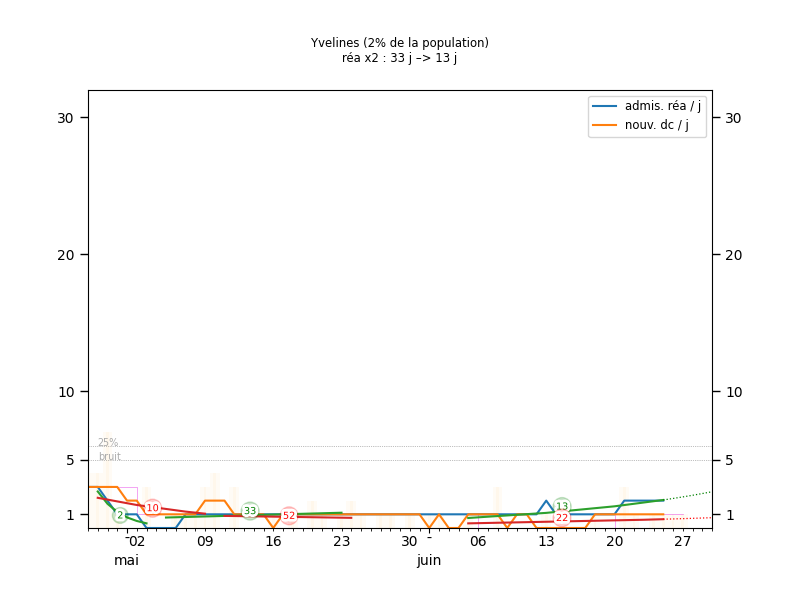 Yvelines (2% de la population)
réa x2 : 33 j –> 13 j
admis. réa / j
nouv. dc / j
30 30
20 20
10 10
25%
bruit
5 5
1 1
2 10 33 52 13 22
02 09 16 23 30 06 13 20 27
mai juin